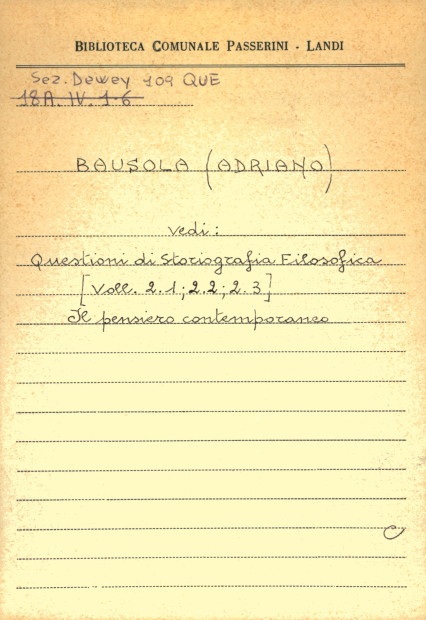 BIBLIOTECA COMUNALE PASSERINI - LANDI
Sez. Dewey 109 QUE
18A. IV. 1-6
BAUSOLA (ADRIANO)
Vedi:
Questioni di Storiografia Filosofica
[Voll. 2.1; 2.2; 2.3]
Il pensiero contemporaneo
C